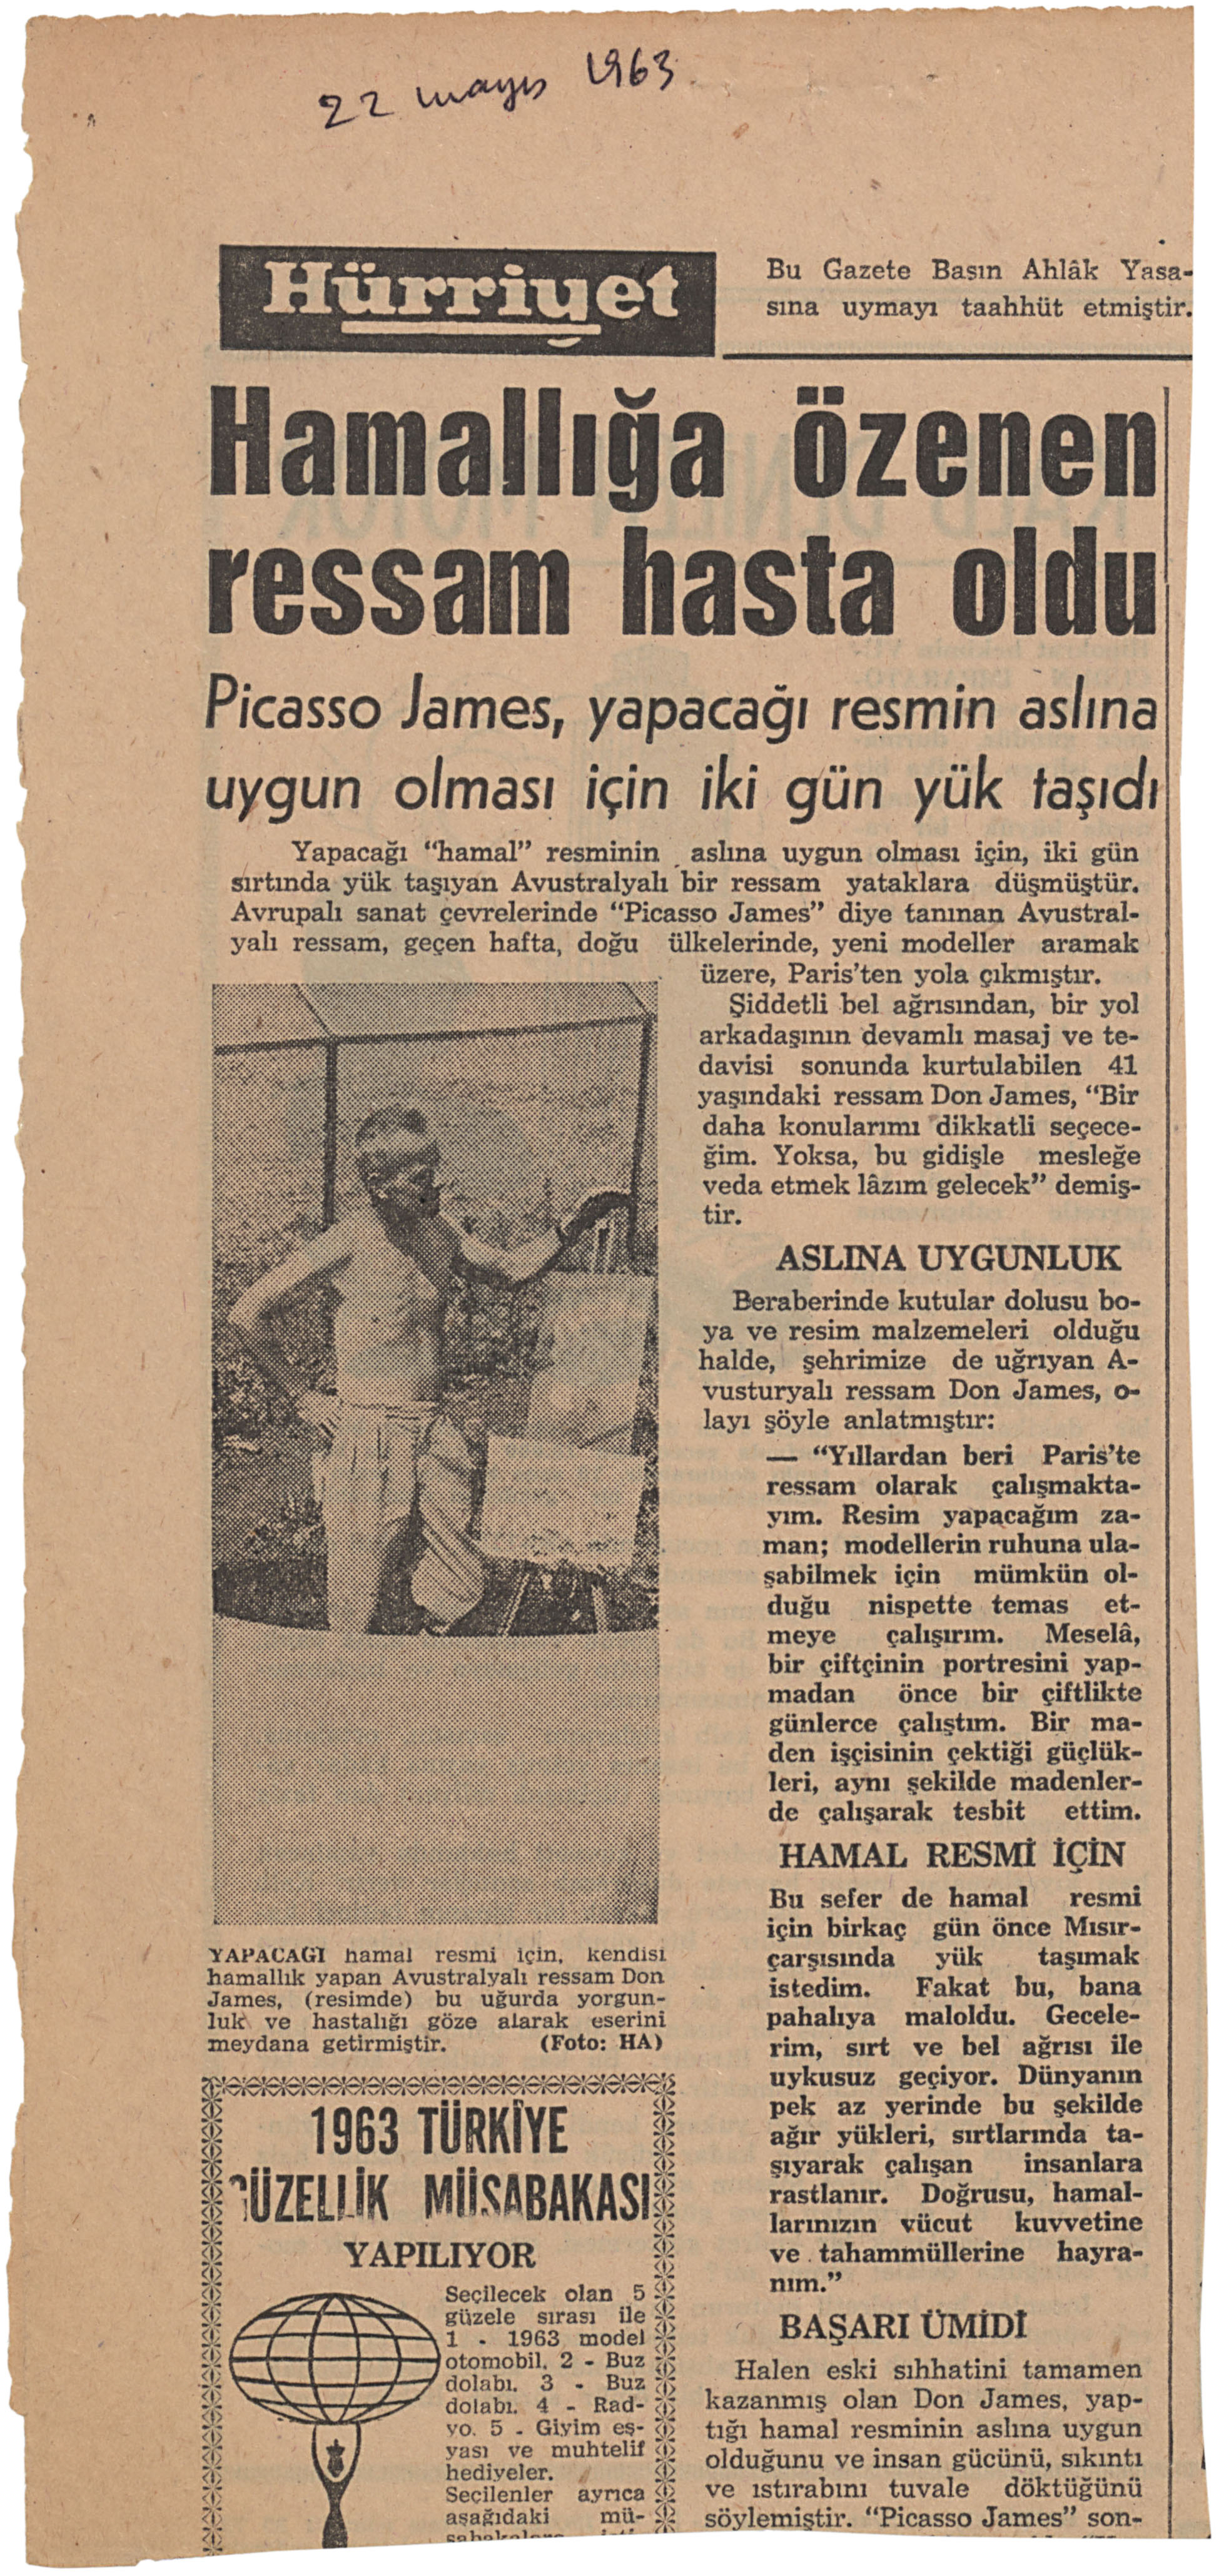 22 mayıs 1963
Hürriyet
Bu Gazete Basın Ahlâk Yasa-
sına uymayı taahhüt etmiştir.
Hamallığa özenen
ressam hasta oldu
Picasso James, yapacağı resmin aslına
uygun olması için iki gün yük taşıdı
Yapacağı “hamal” resminin aslına uygun olması için, iki gün
sırtında yük taşıyan Avustralyalı bir ressam yataklara düşmüştür.
Avrupalı sanat çevrelerinde “Picasso James” diye tanınan Avustral-
yalı ressam, geçen hafta, doğu ülkelerinde, yeni modeller aramak
üzere, Paris’ten yola çıkmıştır.
Şiddetli bel ağrısından, bir yol
arkadaşının devamlı masaj ve te-
davisi sonunda kurtulabilen 41
yaşındaki ressam Don James, “Bir
daha konularımı dikkatli seçece-
ğim. Yoksa, bu gidişle mesleğe
veda etmek lâzım gelecek” demiş-
tir.
ASLINA UYGUNLUK
Beraberinde kutular dolusu bo-
ya ve resim malzemeleri olduğu
halde, şehrimize de uğrıyan A-
vusturyalı ressam Don James, o-
layı şöyle anlatmıştır:
— “Yıllardan beri Paris’te
ressam olarak çalışmakta-
yım. Resim yapacağım za-
man; modellerin ruhuna ula-
şabilmek için mümkün ol-
duğu nispette temas et-
meye çalışırım. Meselâ,
bir çiftçinin portresini yap-
madan önce bir çiftlikte
günlerce çalıştım. Bir ma-
den işçisinin çektiği güçlük-
leri, aynı şekilde madenler-
de çalışarak tesbit ettim.
HAMAL RESMİ İÇİN
Bu sefer de hamal resmi
için birkaç gün önce Mısır-
çarşısında yük taşımak
istedim. Fakat bu, bana
pahalıya maloldu. Gecele-
rim, sırt ve bel ağrısı ile
uykusuz geçiyor. Dünyanın
pek az yerinde bu şekilde
ağır yükleri, sırtlarında ta-
şıyarak çalışan insanlara
rastlanır. Doğrusu, hamal-
larınızın vücut kuvvetine
ve tahammüllerine hayra-
nım.”
BAŞARI ÜMİDİ
Halen eski sıhhatini tamamen
kazanmış olan Don James, yap-
tığı hamal resminin aslına uygun
olduğunu ve insan gücünü, sıkıntı
ve ıstırabını tuvale döktüğünü
söylemiştir. “Picasso James” son-
YAPACAĞI hamal resmi için, kendisi
hamallık yapan Avustralyalı ressam Don
James, (resimde) bu uğurda yorgun-
luk ve hastalığı göze alarak eserini
meydana getirmiştir. (Foto: HA)
1963 TÜRKİYE
GÜZELLİK MÜSABAKASI
YAPILIYOR
Seçilecek olan 5
güzele sırası ile
1 - 1963 model
otomobil. 2 - Buz
dolabı. 3 - Buz
dolabı. 4 - Rad-
yo. 5 - Giyim eş-
yası ve muhtelif
hediyeler.
Seçilenler ayrıca
aşağıdaki mü-